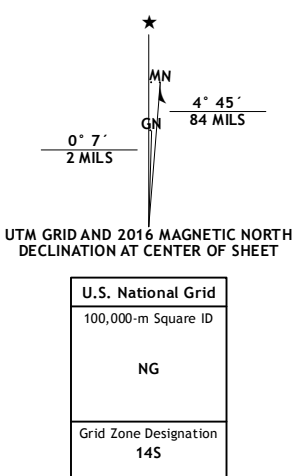 ★
MN
GN
4° 45´
84 MILS
0° 7´
2 MILS
UTM GRID AND 2016 MAGNETIC NORTH
DECLINATION AT CENTER OF SHEET
U.S. National Grid
100,000-m Square ID
NG
Grid Zone Designation
14S